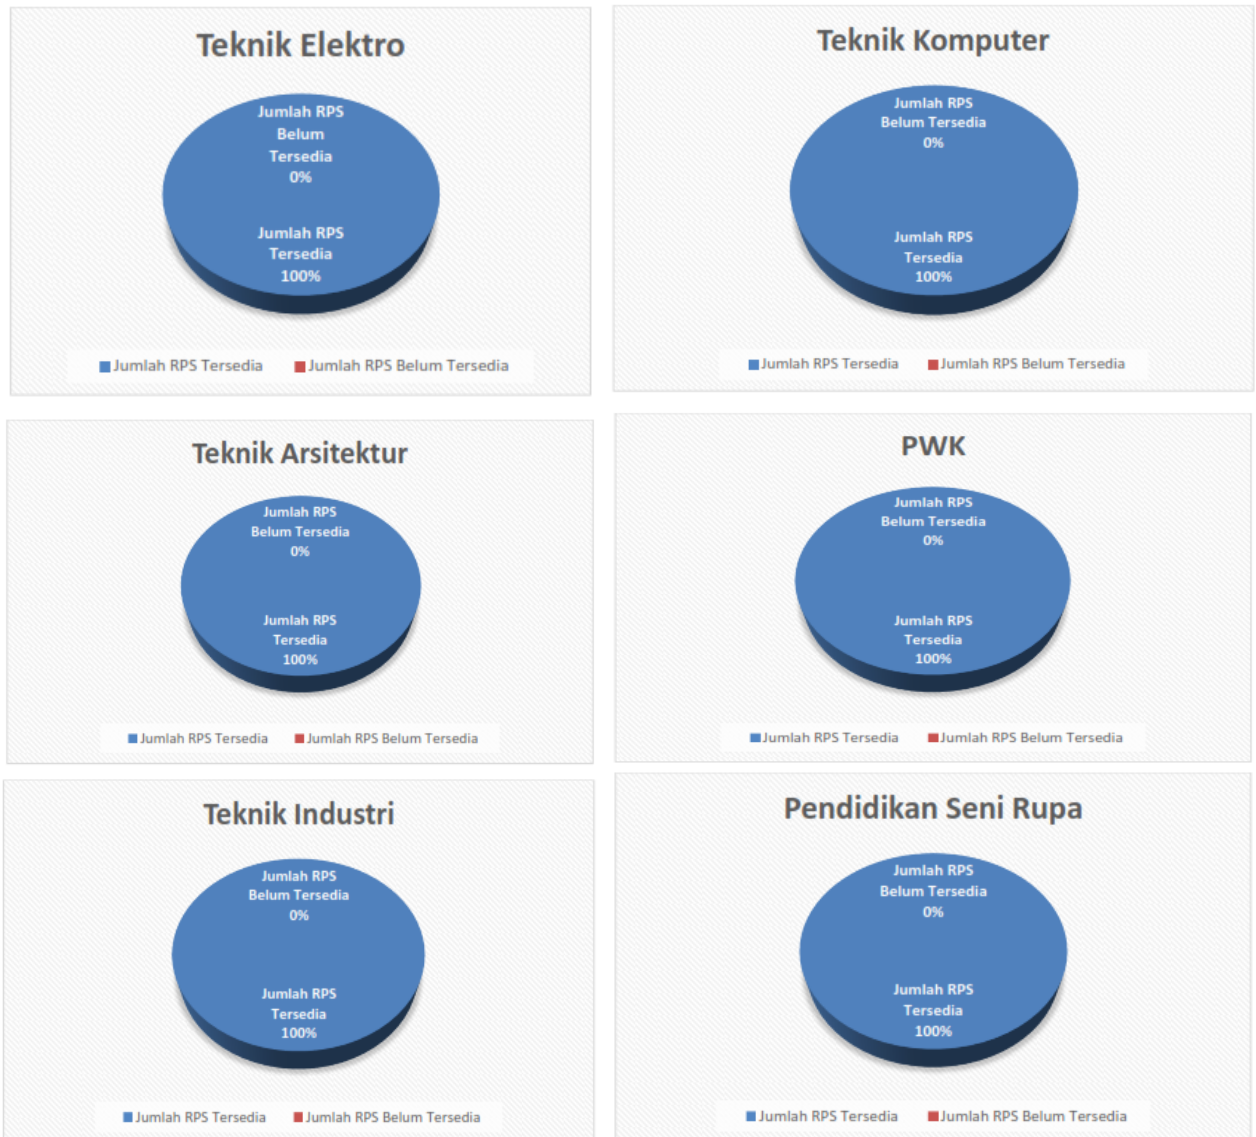 Teknik Elektro
Jumlah RPS
Belum
Tersedia
0%
Jumlah RPS
Tersedia
100%
Jumlah RPS Tersedia
Jumlah RPS Belum Tersedia
Teknik Komputer
Jumlah RPS
Belum Tersedia
0%
Jumlah RPS
Tersedia
100%
Jumlah RPS Tersedia
Jumlah RPS Belum Tersedia
Teknik Arsitektur
Jumlah RPS
Belum Tersedia
0%
Jumlah RPS
Tersedia
100%
Jumlah RPS Tersedia
Jumlah RPS Belum Tersedia
PWK
Jumlah RPS
Belum Tersedia
0%
Jumlah RPS
Tersedia
100%
Jumlah RPS Tersedia
Jumlah RPS Belum Tersedia
Teknik Industri
Jumlah RPS
Belum Tersedia
0%
Jumlah RPS
Tersedia
100%
Jumlah RPS Tersedia
Jumlah RPS Belum Tersedia
Pendidikan Seni Rupa
Jumlah RPS
Belum Tersedia
0%
Jumlah RPS
Tersedia
100%
Jumlah RPS Tersedia
Jumlah RPS Belum Tersedia